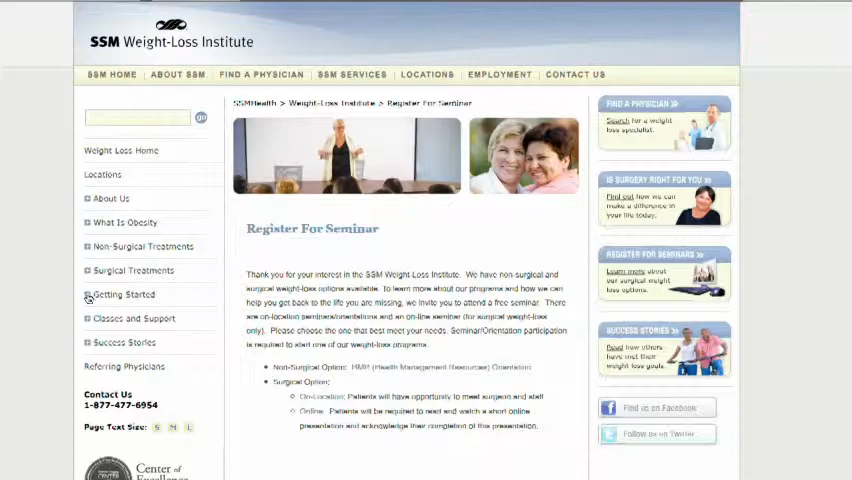 SSM WEIGHT-LOSS INSTITUTE
SSM HOME ABOUT SSM FIND A PHYSICIAN SSM SERVICES LOCATIONS EMPLOYMENT CONTACT US
go
Weight Loss Home
Locations
About Us
What Is Obesity
Non-Surgical Treatments
Surgical Treatments
Getting Started
Classes and Support
Success Stories
Referring Physicians
Contact Us
1-877-477-6954
Page Text Size: S M L
Center of
Excellence
SSMHealth > Weight-Loss Institute > Register For Seminar
Register For Seminar
Thank you for your interest in the SSM Weight-Loss Institute. We have non-surgical and
surgical weight-loss options available. To learn more about our programs and how we can
help you get back to the life you are missing, we invite you to attend a free seminar. There
are on-location seminars/orientations and an on-line seminar (for surgical weight-loss
only). Please choose the one that best meet your needs. Seminar/Orientation participation
is required to start one of our weight-loss programs.
Non-Surgical Option: HMR (Health Management Resources) Orientation
Surgical Option:
On-Location: Patients will have opportunity to meet surgeon and staff
Online: Patients will be required to read and watch a short online
presentation and acknowledge their completion of this presentation.
FIND A PHYSICIAN >>
Search for a weight
loss specialist.
IS SURGERY RIGHT FOR YOU >>
Find out how we can
make a difference in
your life today.
REGISTER FOR SEMINARS >>
Learn more about
our surgical weight
loss options.
SUCCESS STORIES >>
Read how others
have met their
weight loss goals.
Find us on Facebook
Follow us on Twitter